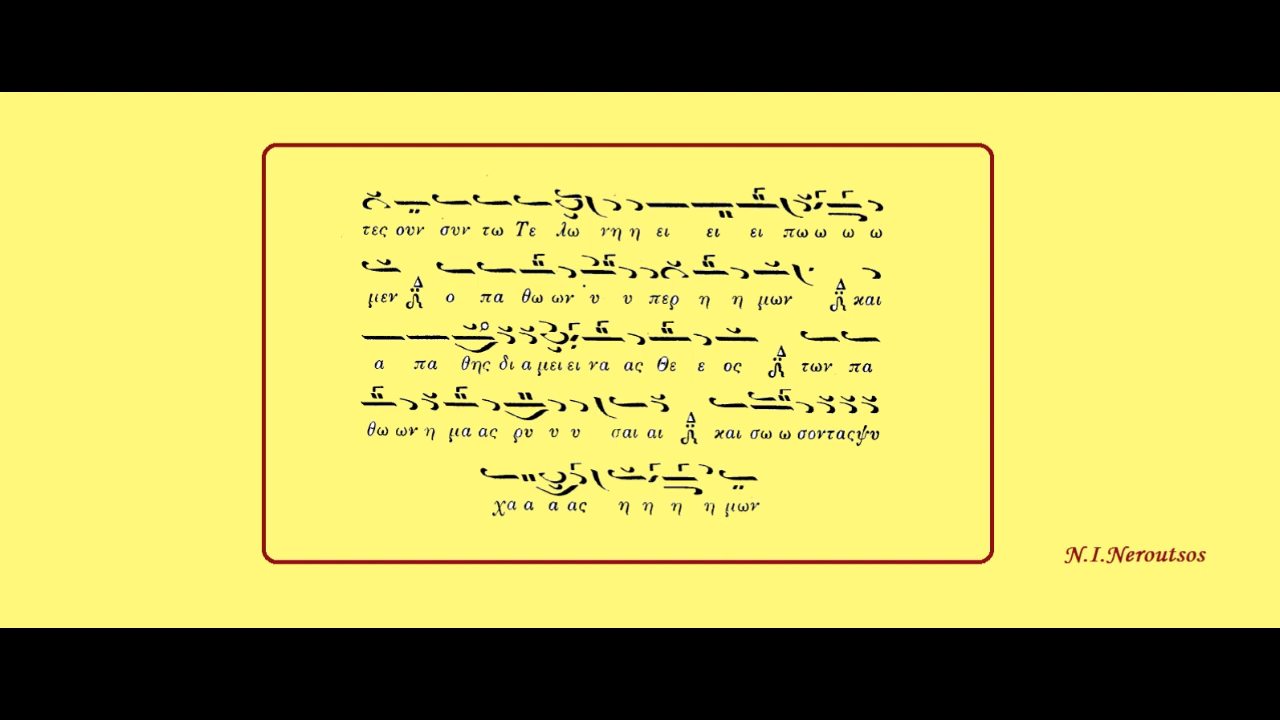 τες ουν συν τω Τε λω νη η ει ει ει πω ω ω ω
μεν ο πα θω ων υ υ περ η η μων και
α πα θης δι α μει ει να ας Θε ε ος των πα
θω ων η μα ας ρυ υ υ σαι αι και σω ω σοντας ψυ
χα α α ας η η η η μων
N.I.Neroutsos